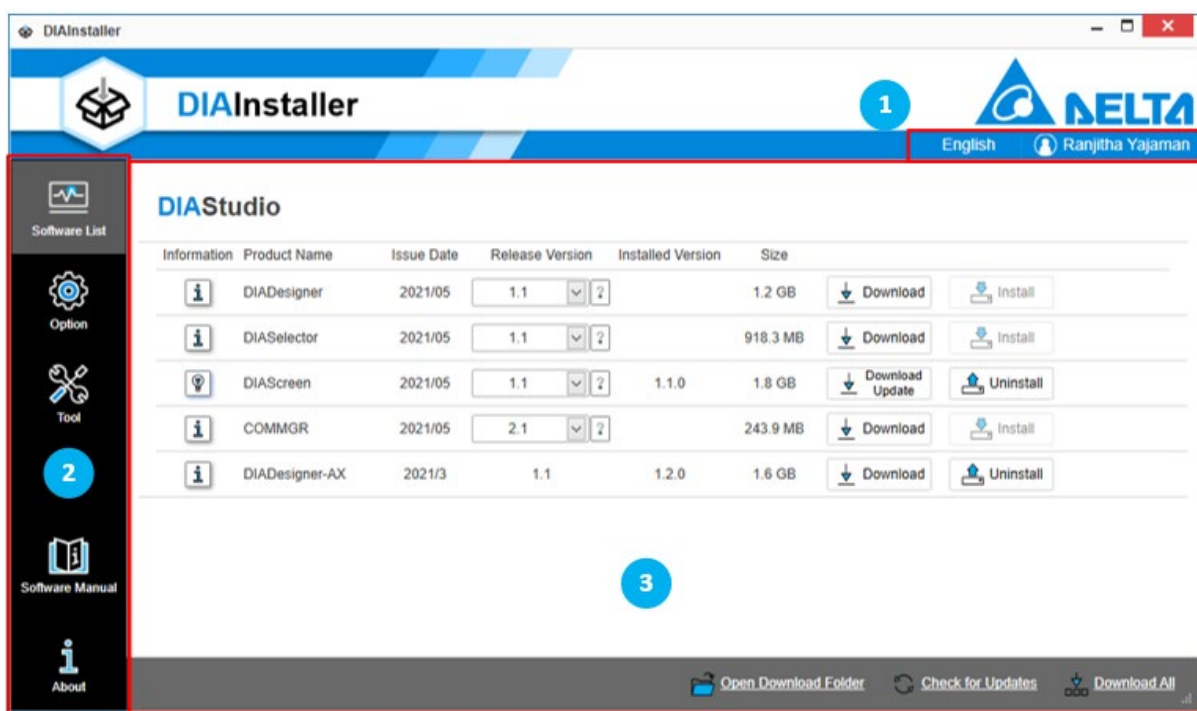 DIAInstaller
DIAInstaller
DELTA
1
English Ranjitha Yajaman
Software List
Option
Tool
2
Software Manual
About
DIAStudio
Information Product Name Issue Date Release Version Installed Version Size
i DIADesigner 2021/05 1.1 ? 1.2 GB Download Install
i DIASelector 2021/05 1.1 ? 918.3 MB Download Install
DIAScreen 2021/05 1.1 ? 1.1.0 1.8 GB Download Update Uninstall
i COMMGR 2021/05 2.1 ? 243.9 MB Download Install
i DIADesigner-AX 2021/3 1.1 1.2.0 1.6 GB Download Uninstall
3
Open Download Folder Check for Updates Download All